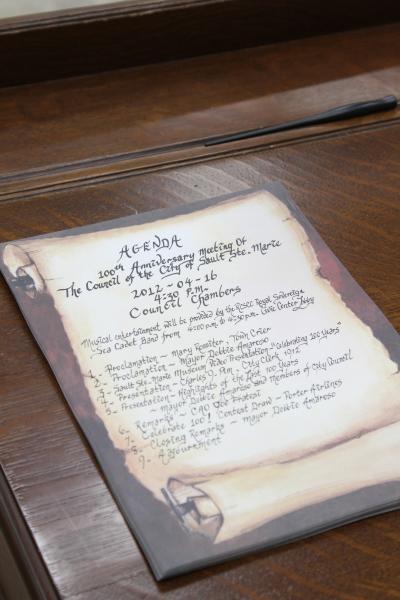 AGENDA
100th Anniversary Meeting Of
The Council of the City of Sault Ste. Marie
2012 - 04 - 16
4:30 P.M.
Council Chambers
Musical entertainment will be provided by the RCSCC Royal Sovereign
Sea Cadet Band from 4:00 p.m. to 4:30 p.m. Civic Center Lobby
1. ~ Proclamation ~ Mary Rossiter, Town Crier
2. ~ Proclamation ~ Mayor Debbie Amaroso
3. ~ Sault Ste. Marie Museum Video Presentation "Celebrating 100 Years"
4. ~ Presentation ~ Charles J. ~ City Clerk 1912
5. ~ Presentation ~ Highlights of the Last 100 Years
~ Mayor Debbie Amaroso and Members of City Council
6. ~ Remarks ~ CAO Joe Fratesi
7. ~ Celebrate 100! Contest Draw ~ Porter Airlines
8. ~ Closing Remarks ~ Mayor Debbie Amaroso
9. ~ Adjournment